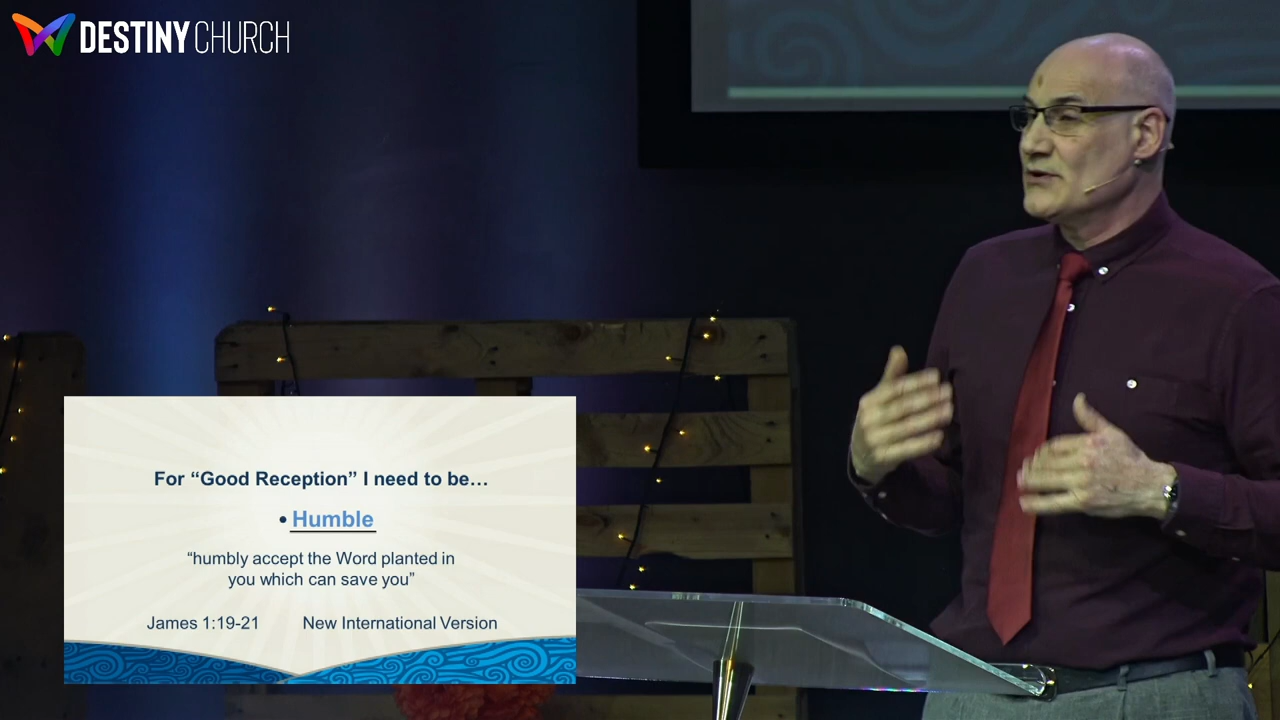 DESTINY CHURCH
For “Good Reception” I need to be…
• Humble
“humbly accept the Word planted in
you which can save you”
James 1:19-21 New International Version